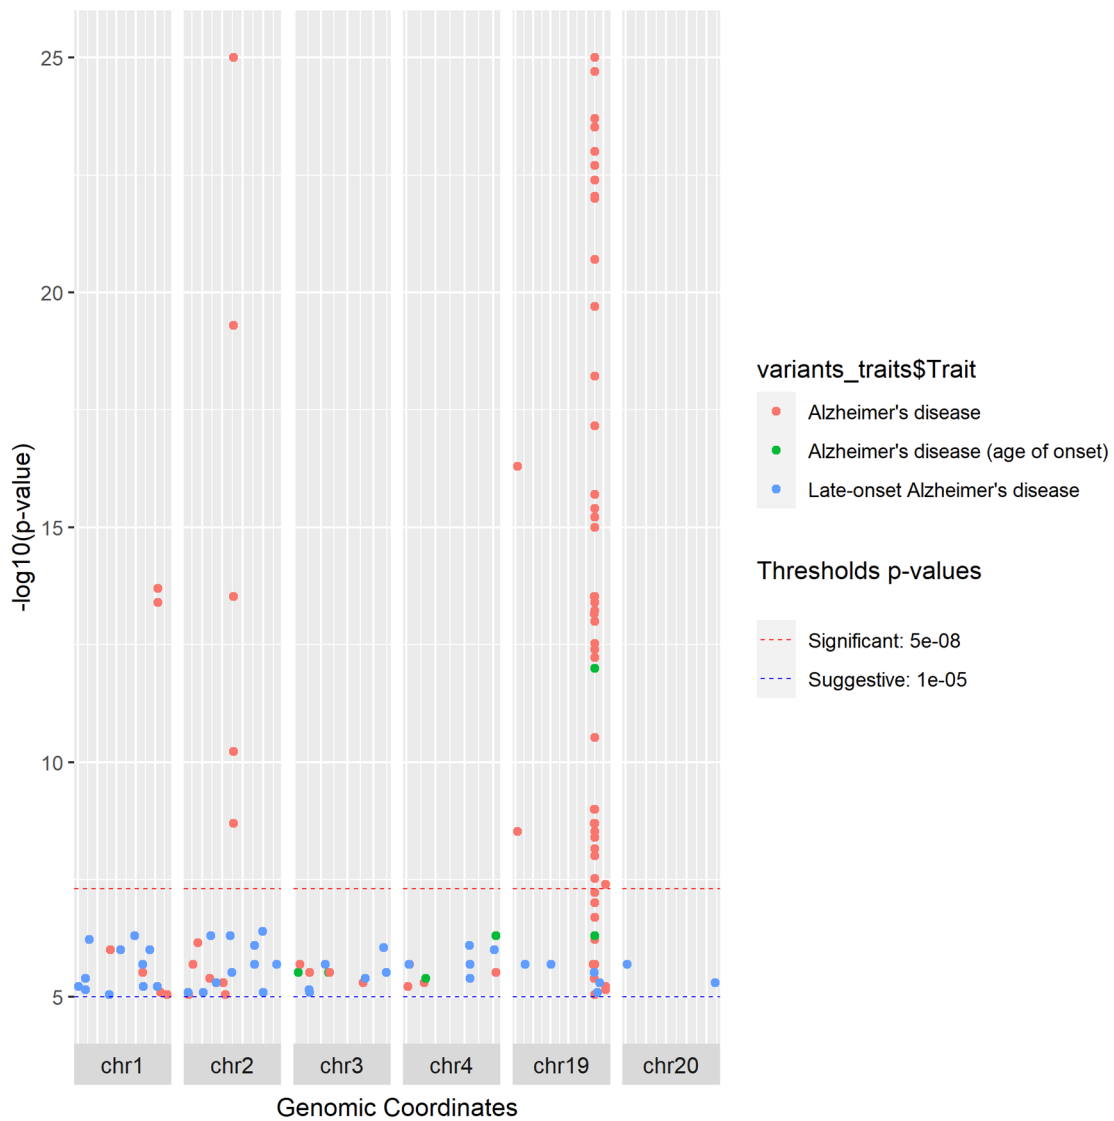 25
20
15
10
5
-log10(p-value)
chr1
chr2
chr3
chr4
chr19
chr20
Genomic Coordinates
variants_traits$Trait
Alzheimer's disease
Alzheimer's disease (age of onset)
Late-onset Alzheimer's disease
Thresholds p-values
Significant: 5e-08
Suggestive: 1e-05